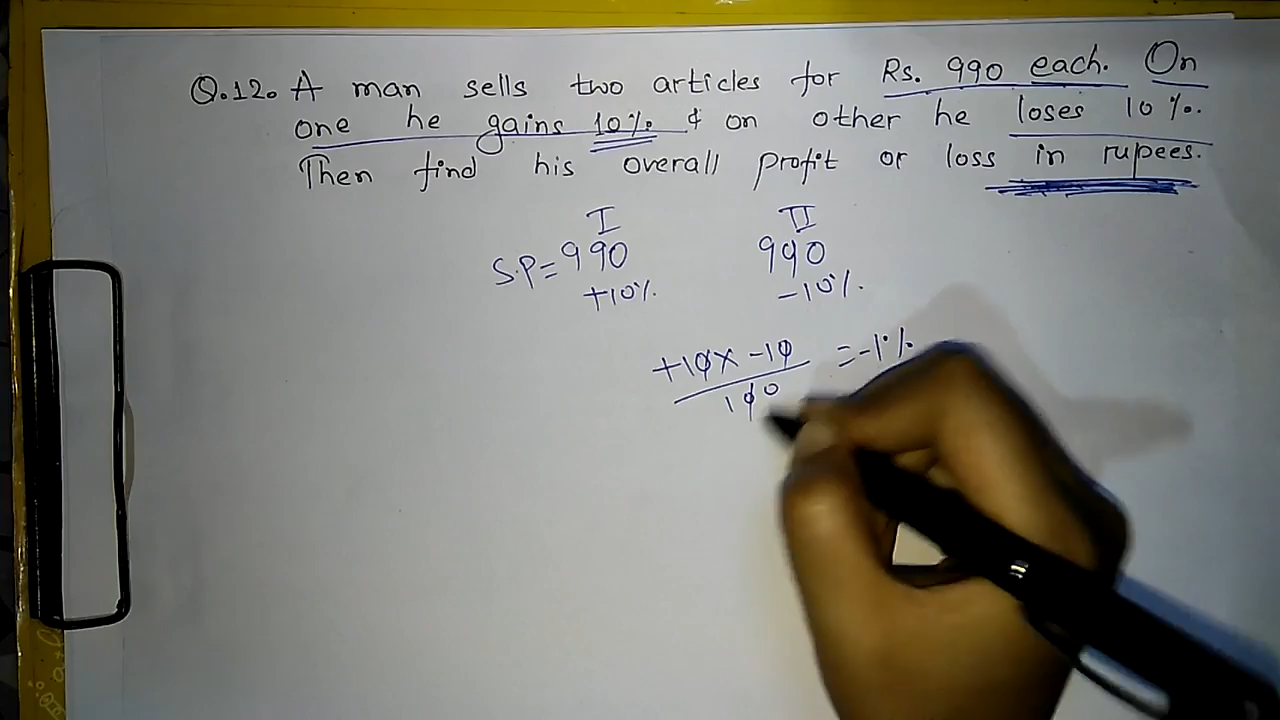 Q.12. A man sells two articles for Rs. 990 each. On
one he gains 10% & on other he loses 10%.
Then find his overall profit or loss in rupees.
I II
S.P = 990 990
+10% -10%
+10 x -10 = -1%
100